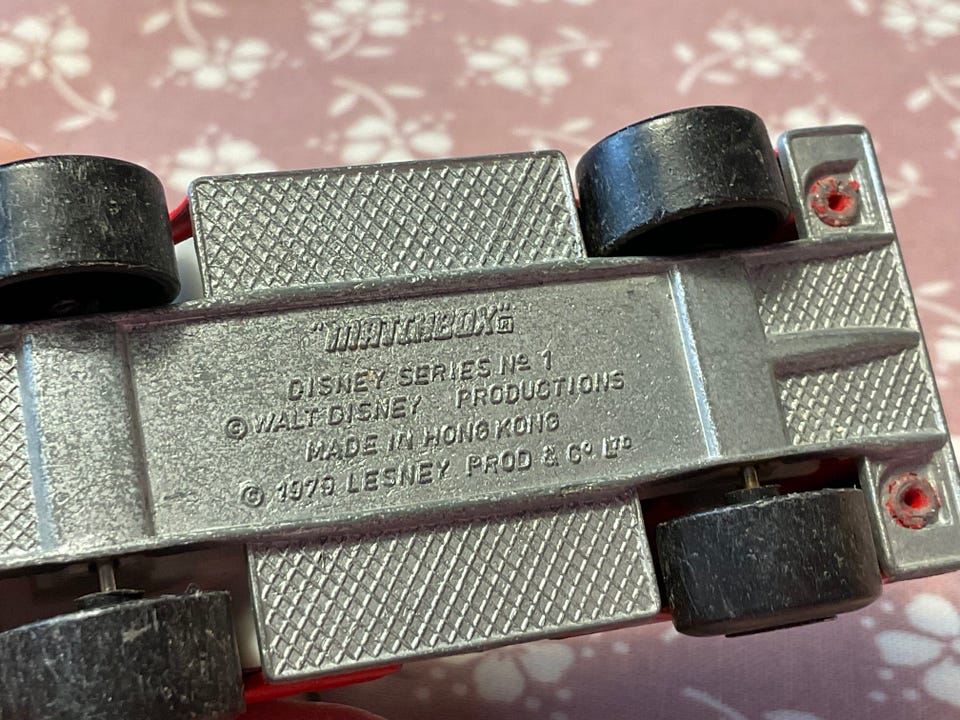 "MATCHBOX"®
DISNEY SERIES Nº 1
© WALT DISNEY PRODUCTIONS
MADE IN HONG KONG
© 1979 LESNEY PROD & Cº LTD